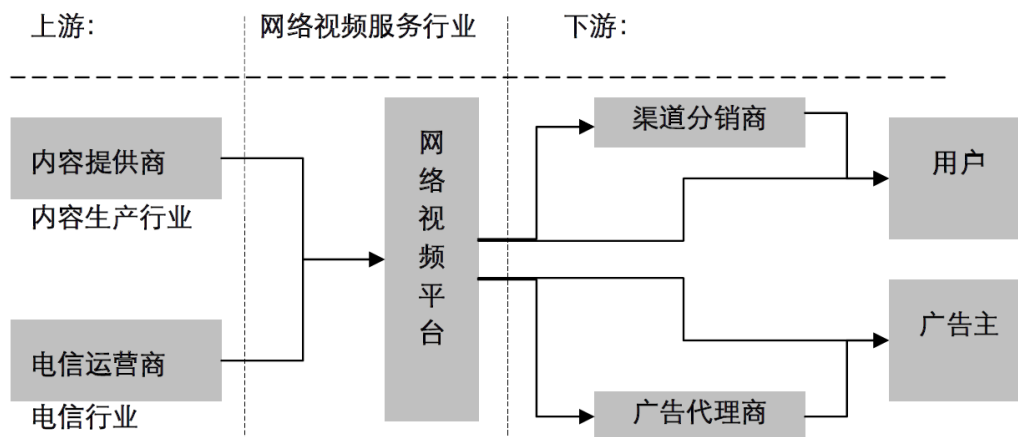 上游:
网络视频服务行业
下游:
内容提供商
内容生产行业
电信运营商
电信行业
网络视频平台
渠道分销商
用户
广告主
广告代理商